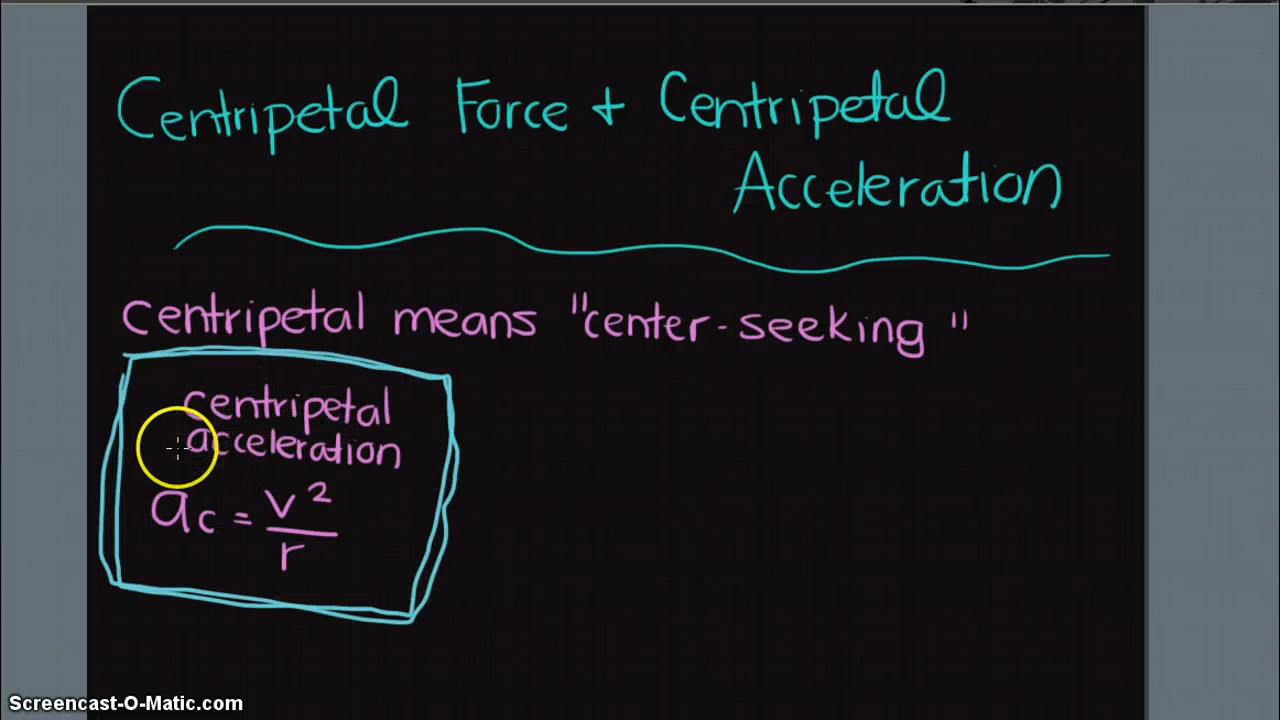 Centripetal Force + Centripetal
Acceleration
centripetal means "center-seeking"
centripetal
acceleration
ac = v²/r
Screencast-O-Matic.com